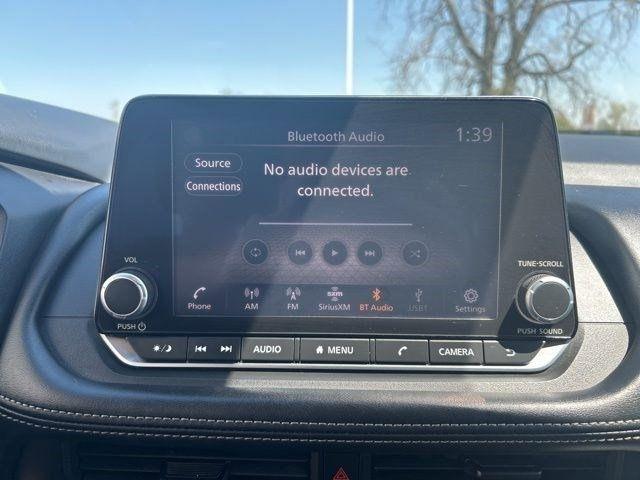 Bluetooth Audio 1:39
Source
No audio devices are
connected.
Connections
VOL
PUSH
TUNE·SCROLL
PUSH SOUND
Phone
AM
FM
sxm
SiriusXM
BT Audio
Settings
AUDIO
MENU
CAMERA